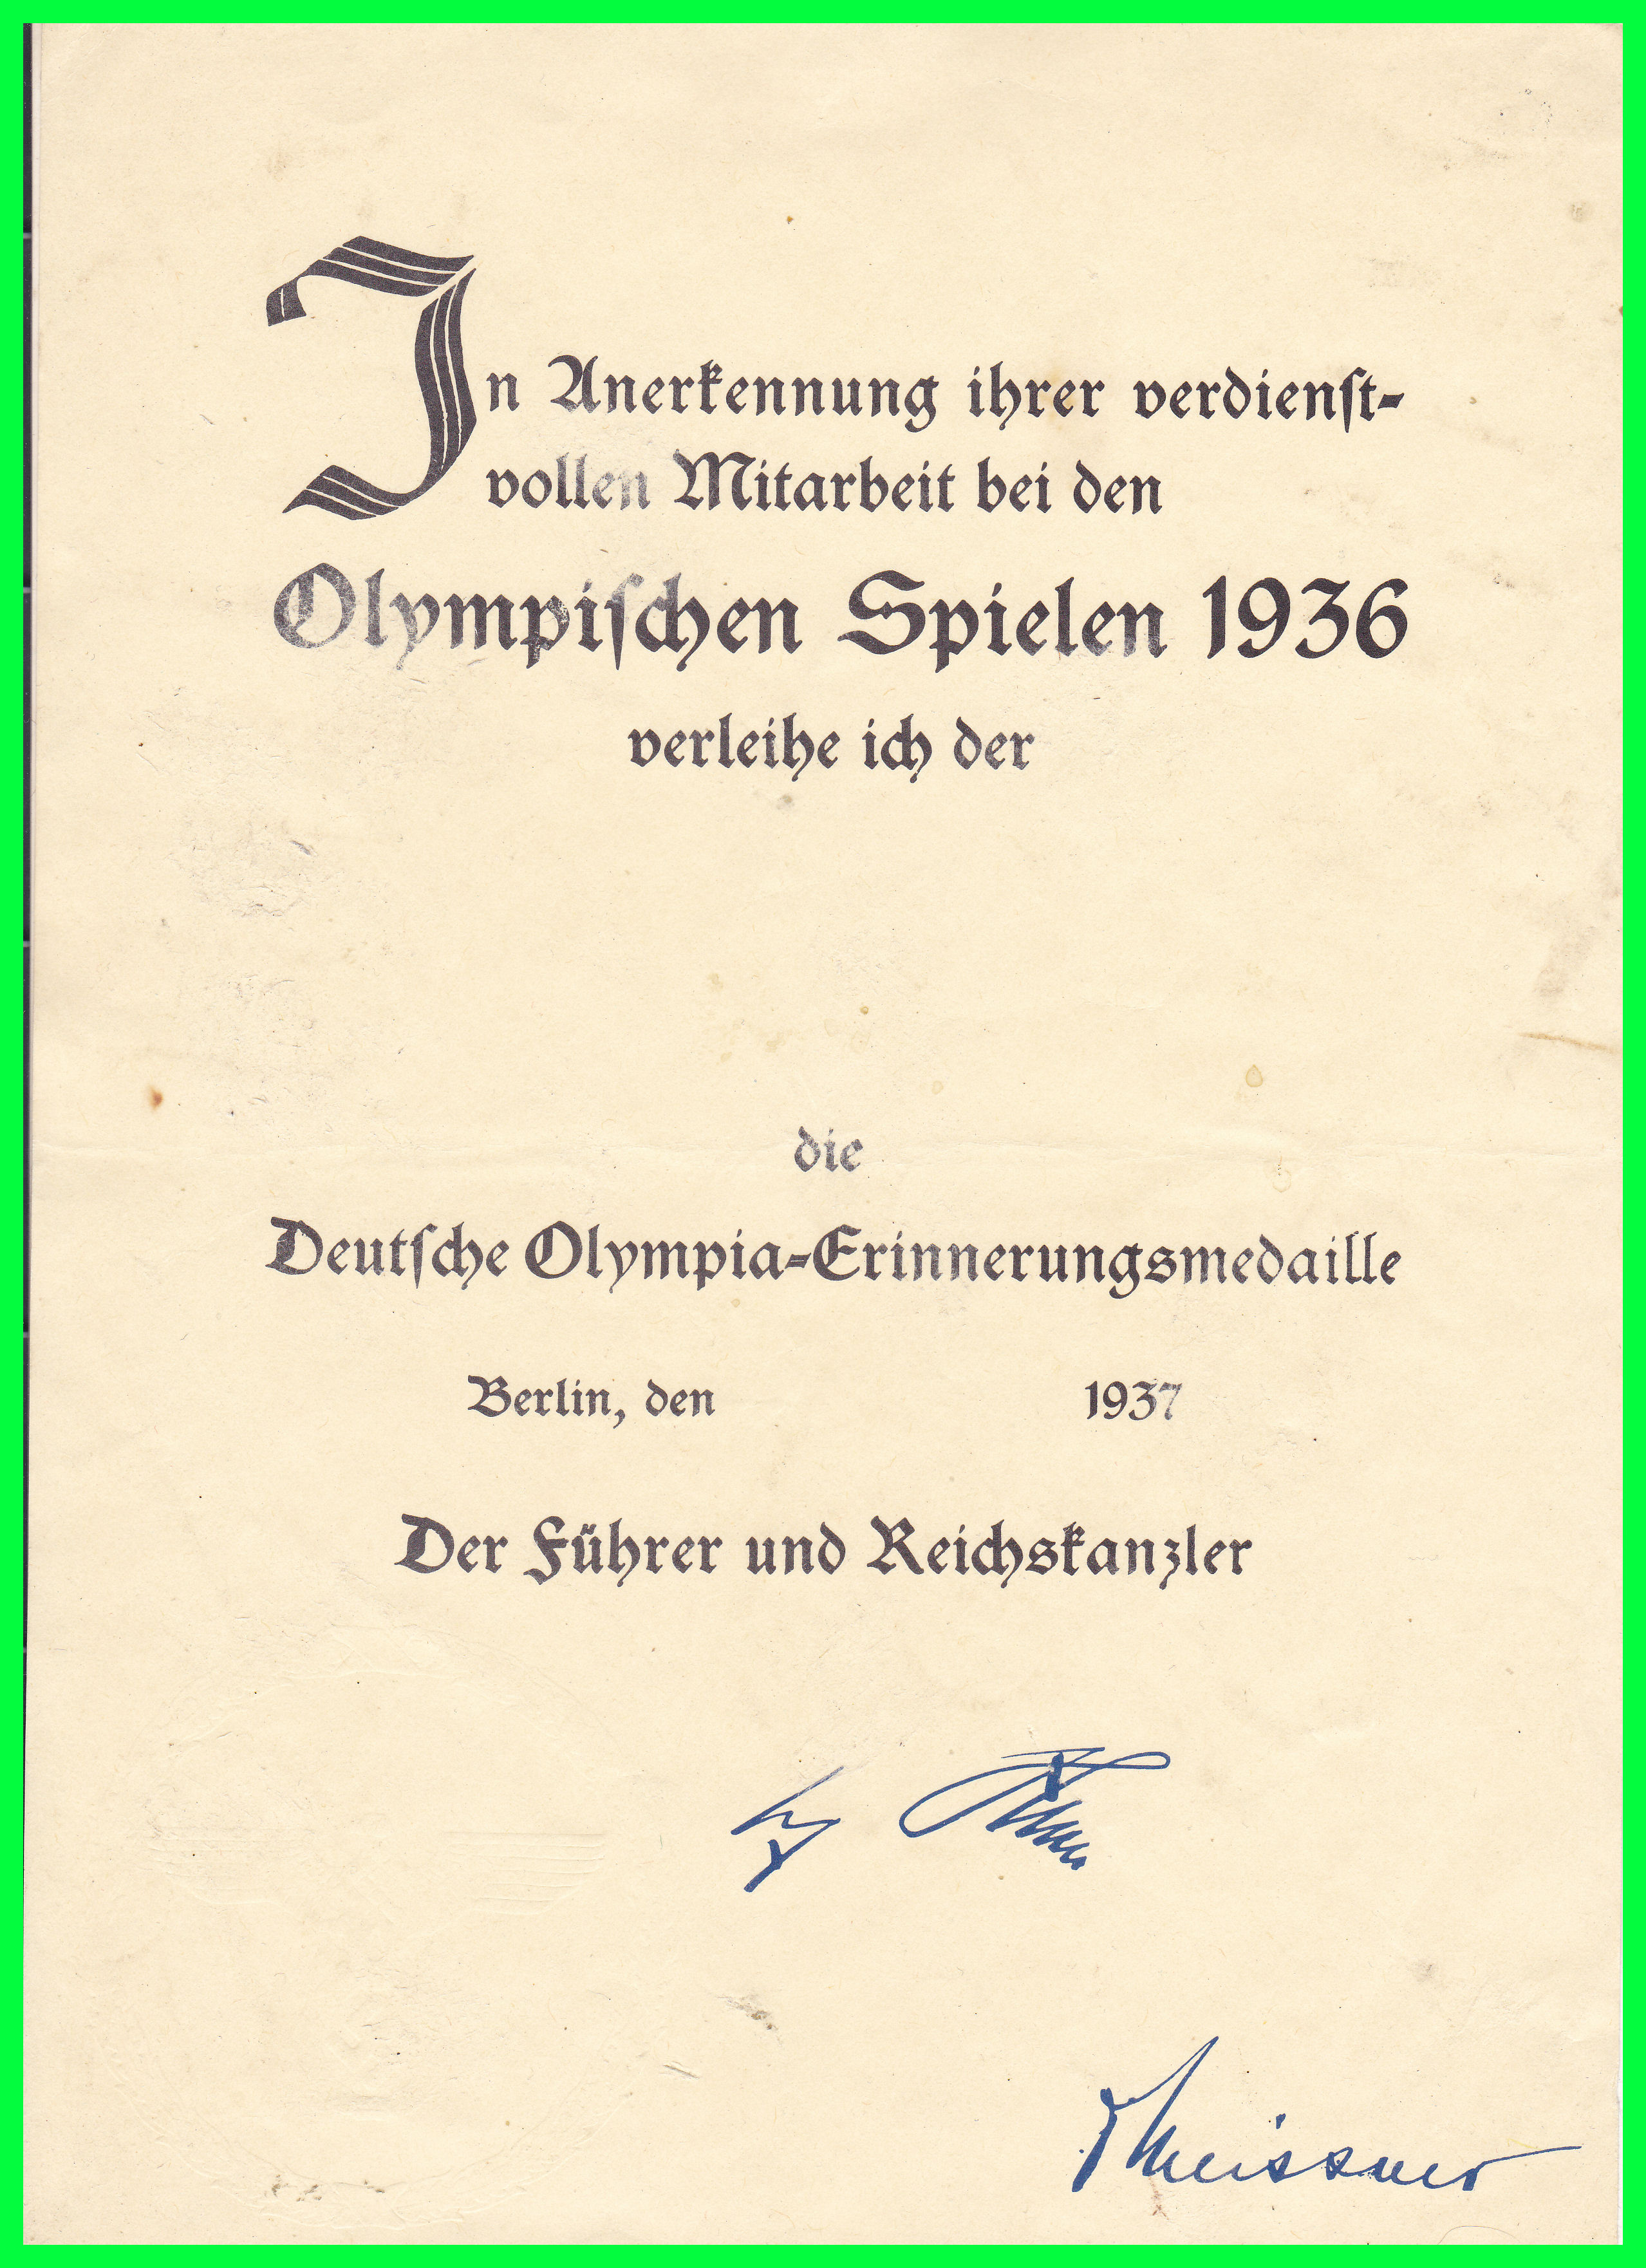 In Anerkennung ihrer verdienst-
vollen Mitarbeit bei den
Olympischen Spielen 1936
verleihe ich der
die
Deutsche Olympia-Erinnerungsmedaille
Berlin, den 1937
Der Führer und Reichskanzler
Meissner